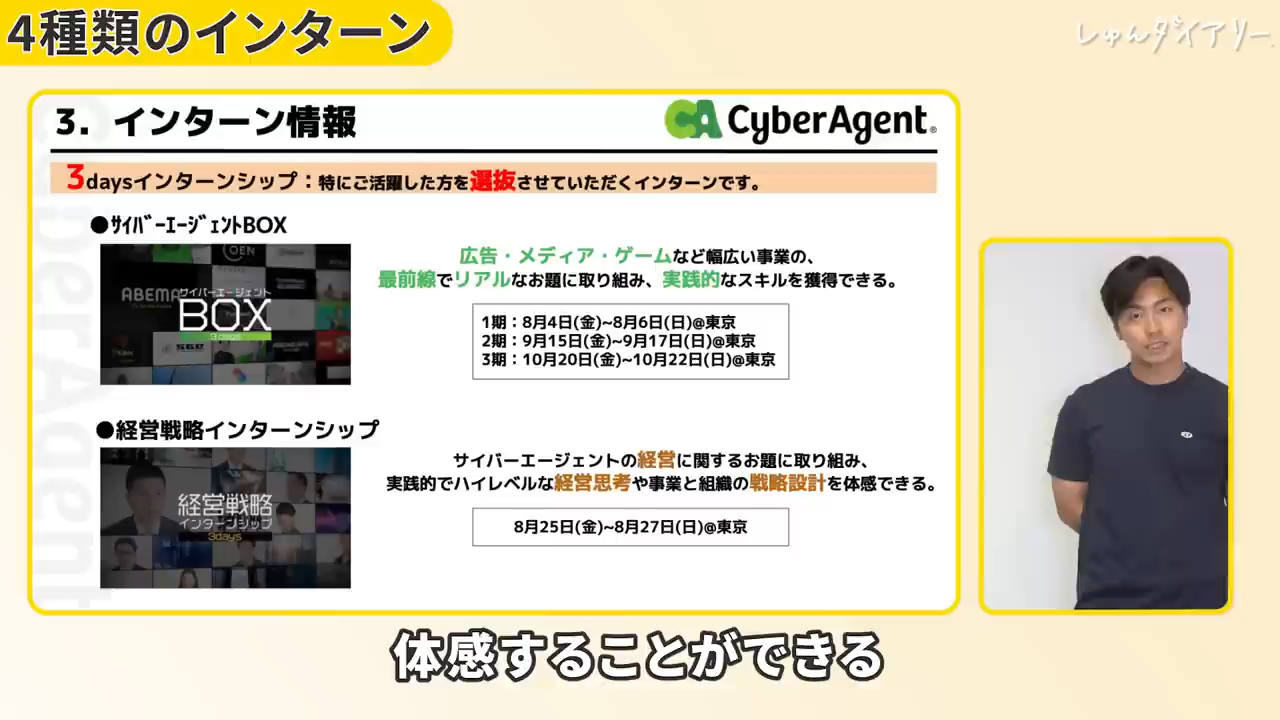 4種類のインターン
しゅんダイアリー
3. インターン情報
CyberAgent®
3daysインターンシップ：特にご活躍した方を選抜させていただくインターンです。
●ｻｲﾊﾞｰｴｰｼﾞｪﾝﾄBOX
ABEMA
サイバーエージェント
BOX
3days
広告・メディア・ゲームなど幅広い事業の、
最前線でリアルなお題に取り組み、実践的なスキルを獲得できる。
1期：8月4日(金)~8月6日(日)@東京
2期：9月15日(金)~9月17日(日)@東京
3期：10月20日(金)~10月22日(日)@東京
●経営戦略インターンシップ
経営戦略
インターンシップ
3days
サイバーエージェントの経営に関するお題に取り組み、
実践的でハイレベルな経営思考や事業と組織の戦略設計を体感できる。
8月25日(金)~8月27日(日)@東京
体感することができる
CyberAgent